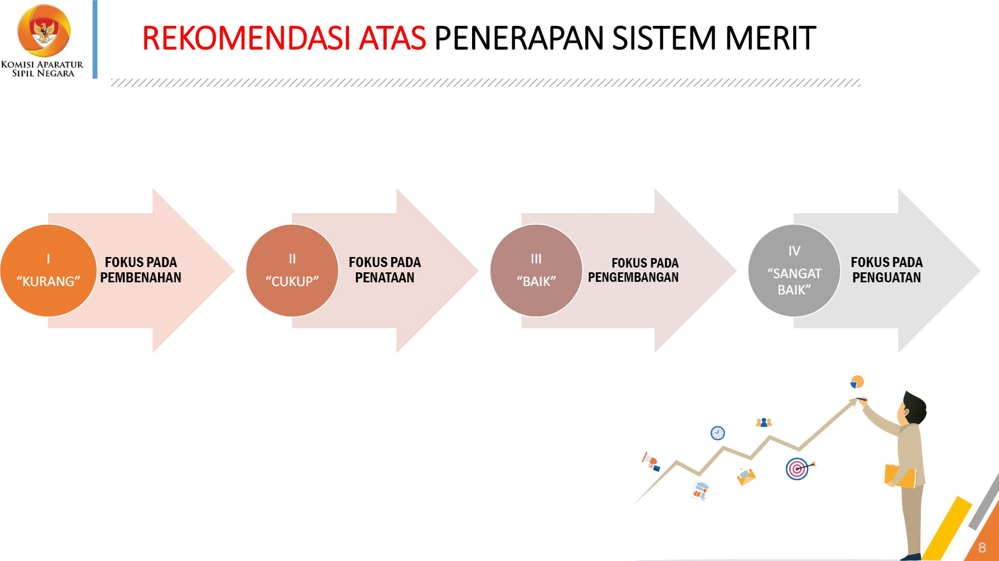 KOMISI APARATUR
SIPIL NEGARA
REKOMENDASI ATAS PENERAPAN SISTEM MERIT
I
“KURANG”
FOKUS PADA
PEMBENAHAN
II
“CUKUP”
FOKUS PADA
PENATAAN
III
“BAIK”
FOKUS PADA
PENGEMBANGAN
IV
“SANGAT
BAIK”
FOKUS PADA
PENGUATAN
8